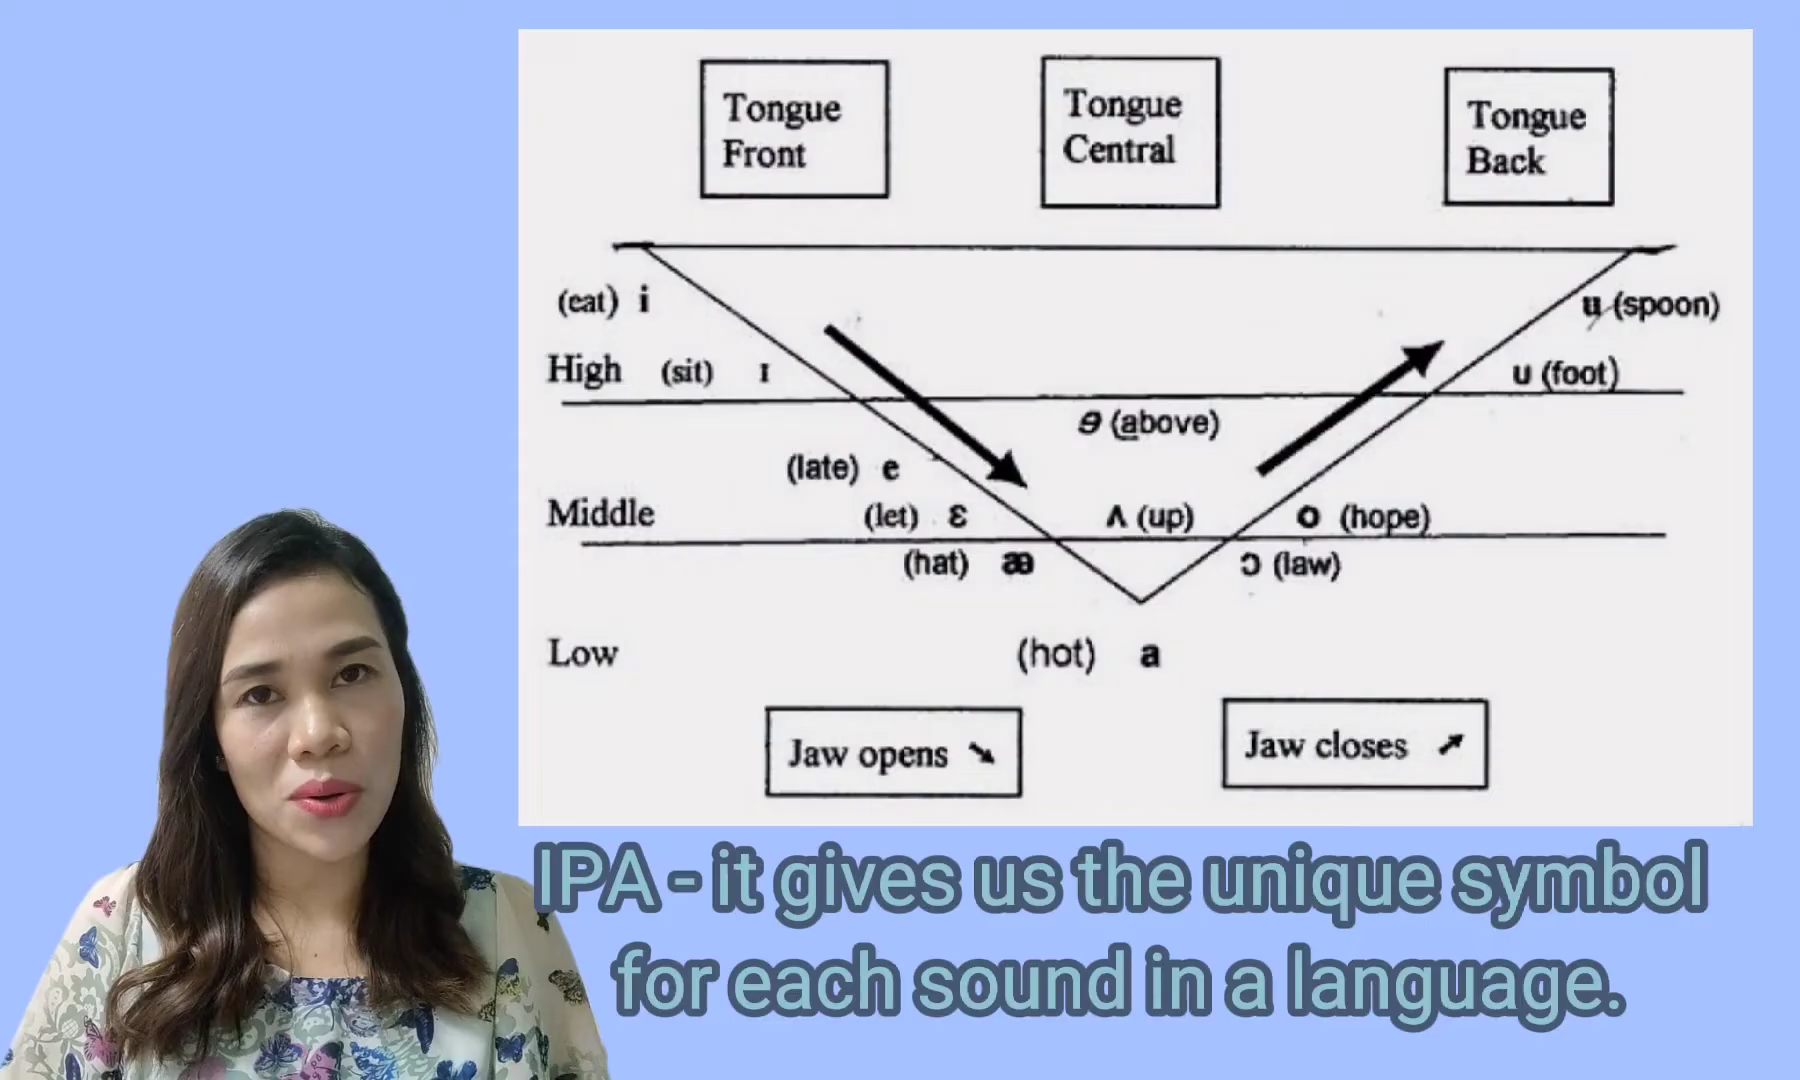 Tongue Front
Tongue Central
Tongue Back
(eat) i
u (spoon)
High (sit) ɪ
ʊ (foot)
ɘ (above)
(late) e
Middle (let) ɛ
ʌ (up)
o (hope)
(hat) æ
ɔ (law)
Low (hot) a
Jaw opens ➘
Jaw closes ➚
IPA - it gives us the unique symbol
for each sound in a language.